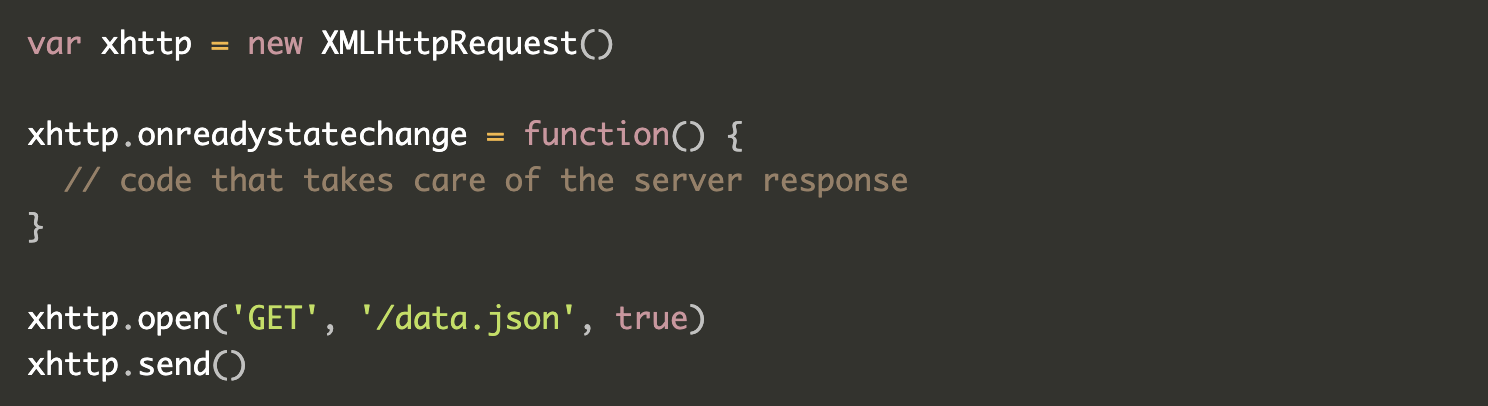 var xhttp = new XMLHttpRequest()
xhttp.onreadystatechange = function() {
// code that takes care of the server response
}
xhttp.open('GET', '/data.json', true)
xhttp.send()